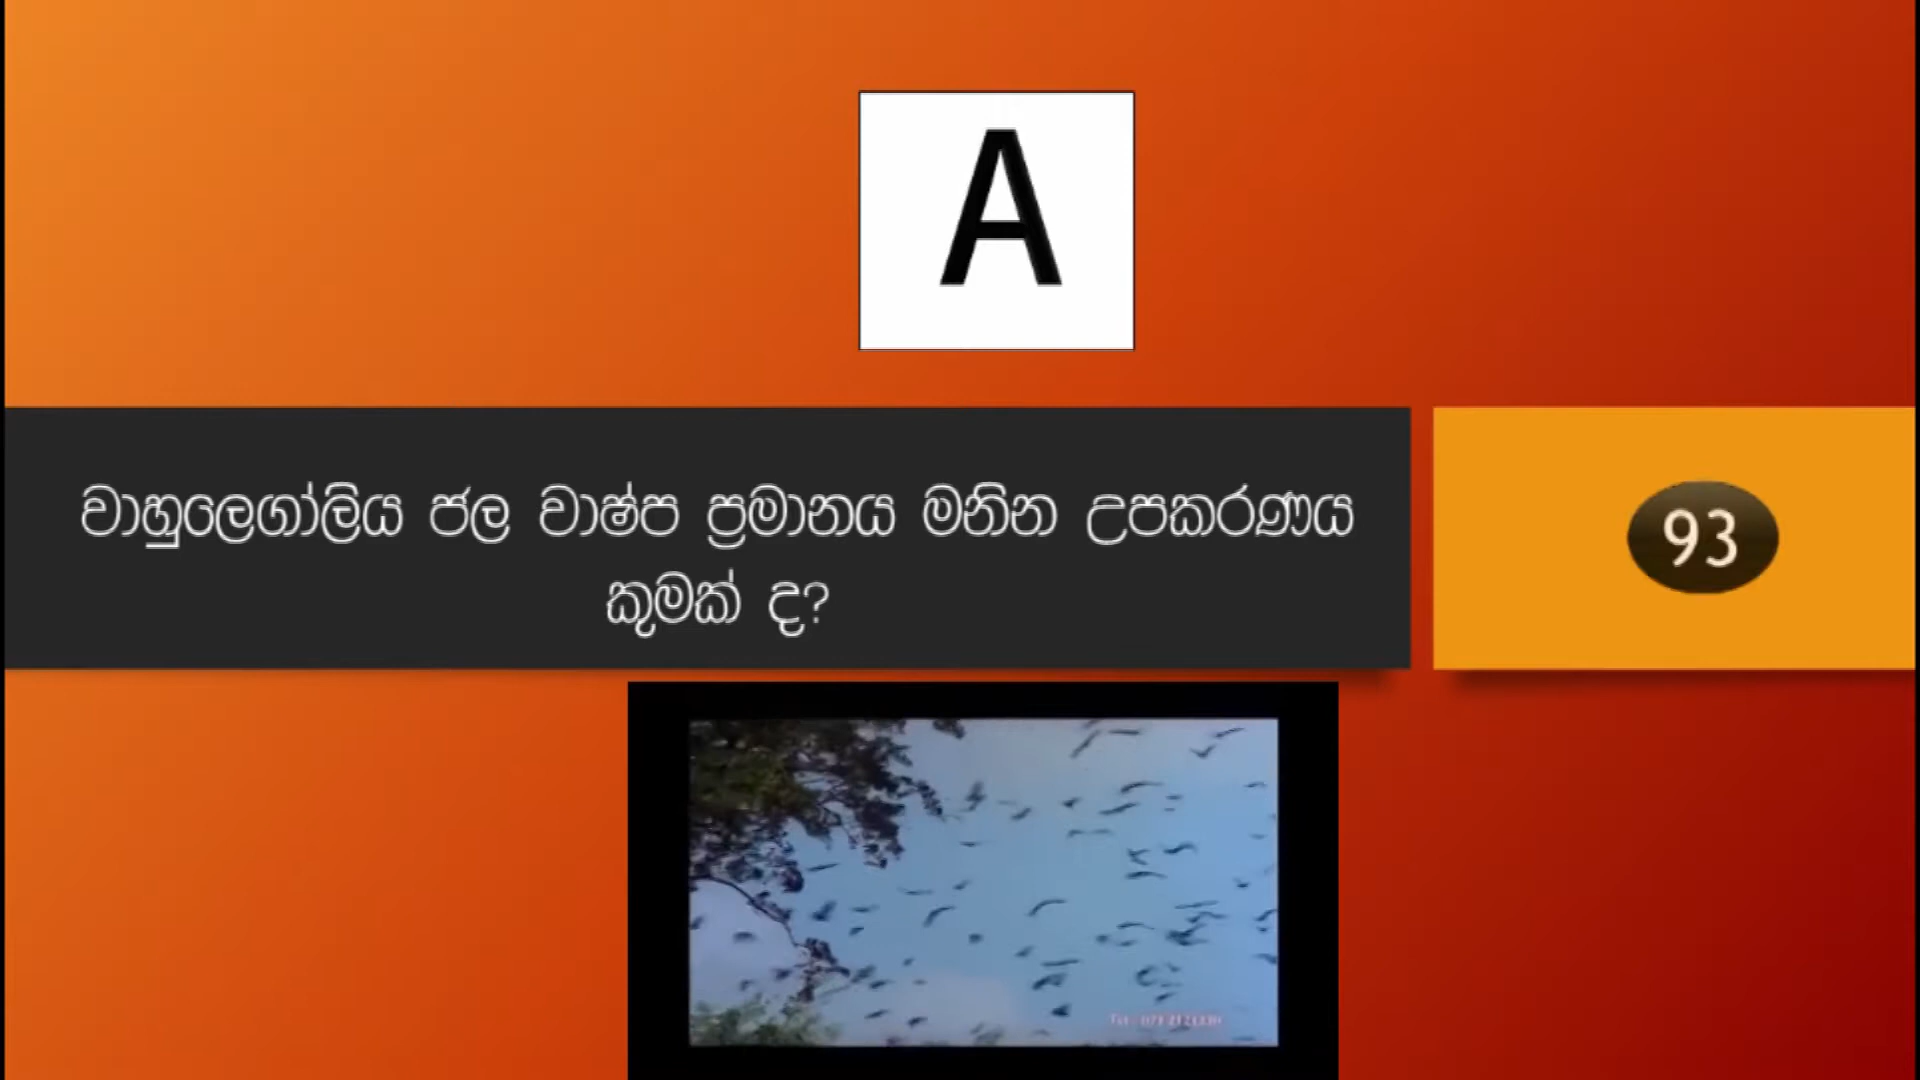 A
වාහුලෙගා්ලිය ජල වාෂ්ප ප්‍රමානය මනින උපකරණය
කුමක් ද?
93